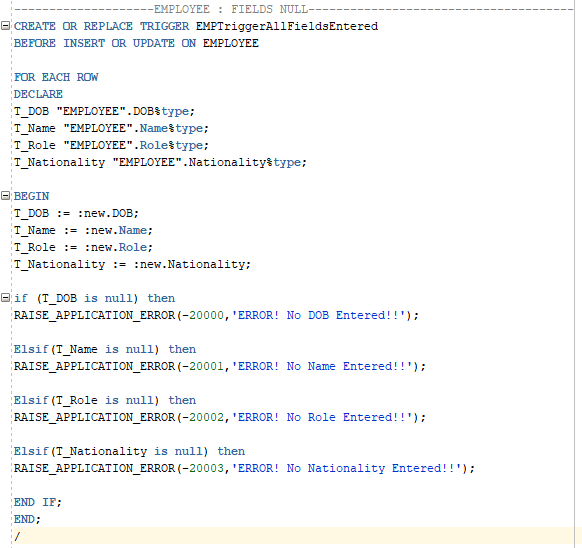 --------------------EMPLOYEE : FIELDS NULL--------------------------------------
CREATE OR REPLACE TRIGGER EMPTriggerAllFieldsEntered
BEFORE INSERT OR UPDATE ON EMPLOYEE
FOR EACH ROW
DECLARE
T_DOB "EMPLOYEE".DOB%type;
T_Name "EMPLOYEE".Name%type;
T_Role "EMPLOYEE".Role%type;
T_Nationality "EMPLOYEE".Nationality%type;
BEGIN
T_DOB := :new.DOB;
T_Name := :new.Name;
T_Role := :new.Role;
T_Nationality := :new.Nationality;
if (T_DOB is null) then
RAISE_APPLICATION_ERROR(-20000,'ERROR! No DOB Entered!!');
Elsif(T_Name is null) then
RAISE_APPLICATION_ERROR(-20001,'ERROR! No Name Entered!!');
Elsif(T_Role is null) then
RAISE_APPLICATION_ERROR(-20002,'ERROR! No Role Entered!!');
Elsif(T_Nationality is null) then
RAISE_APPLICATION_ERROR(-20003,'ERROR! No Nationality Entered!!');
END IF;
END;
/